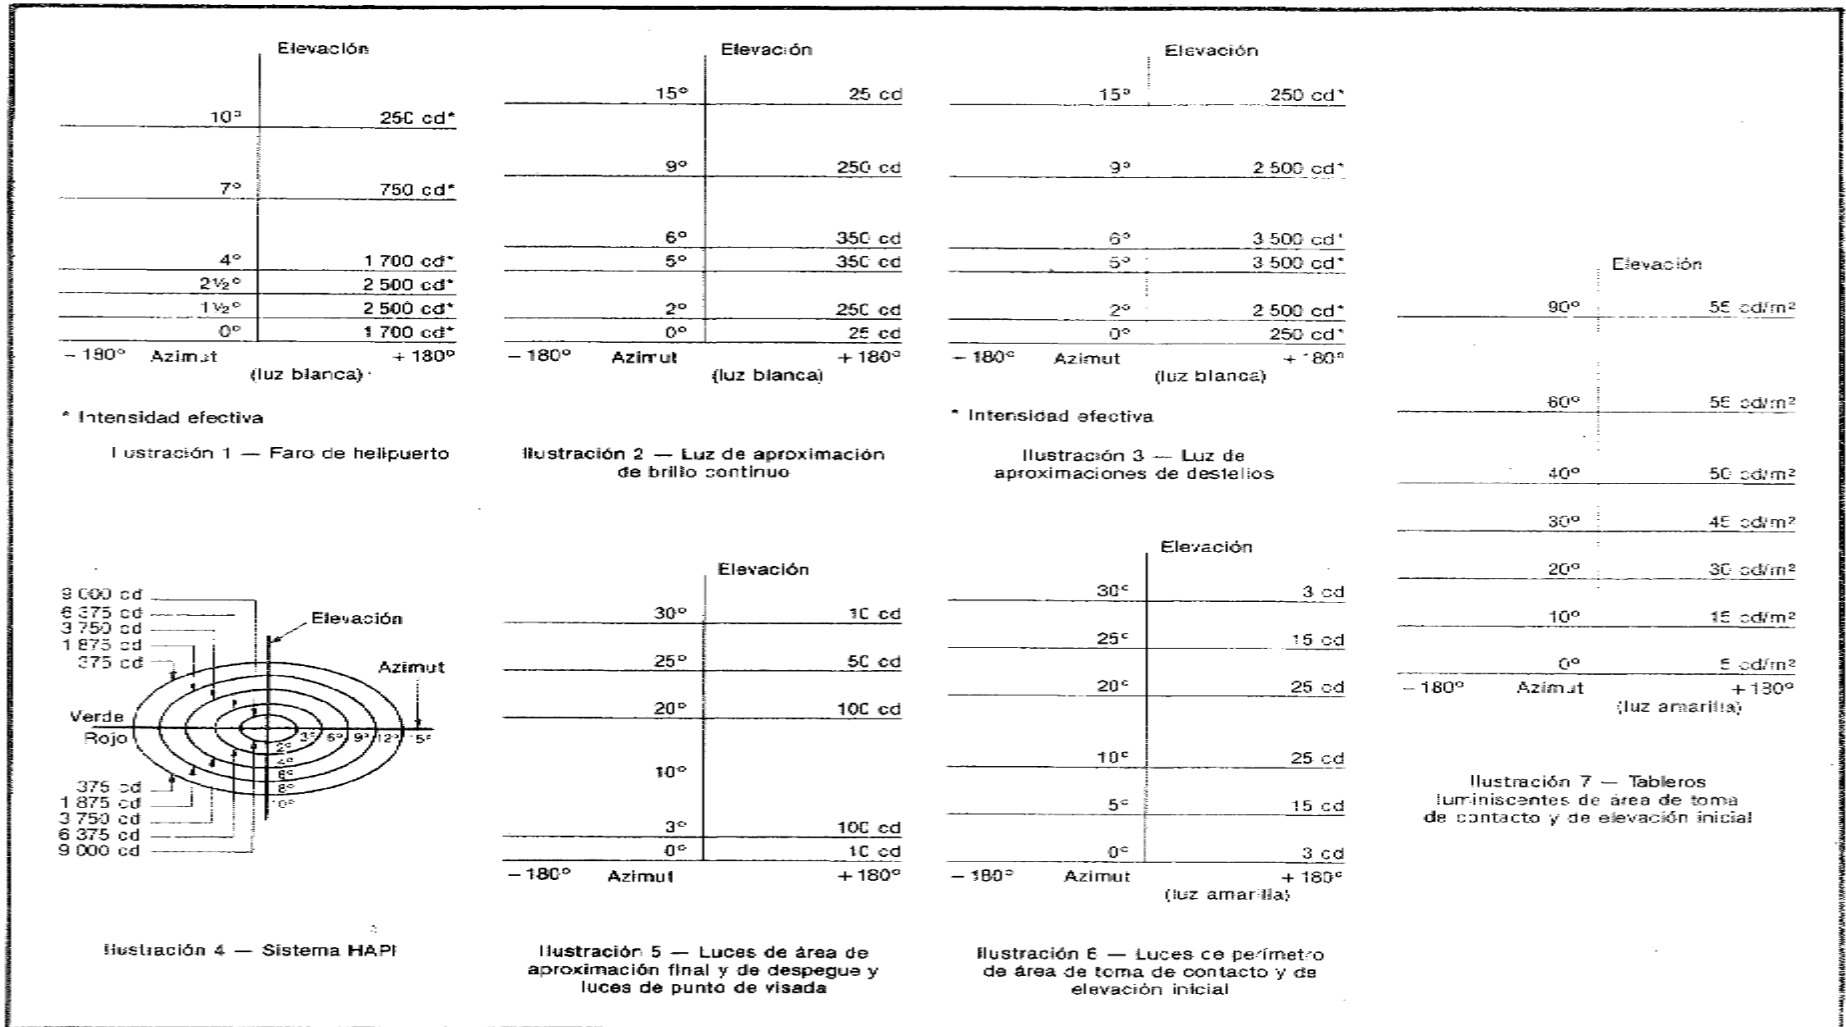 Elevación
10° 250 cd*
7° 750 cd*
4° 1 700 cd*
2½° 2 500 cd*
1½° 2 500 cd*
0° 1 700 cd*
– 180° Azimut + 180°
(luz blanca)
* Intensidad efectiva
Ilustración 1 — Faro de helipuerto
Elevación
15° 25 cd
9° 250 cd
6° 350 cd
5° 350 cd
2° 250 cd
0° 25 cd
– 180° Azimut + 180°
(luz blanca)
Ilustración 2 — Luz de aproximación
de brillo continuo
Elevación
15° 250 cd*
9° 2 500 cd*
6° 3 500 cd*
5° 3 500 cd*
2° 2 500 cd*
0° 250 cd*
– 180° Azimut + 180°
(luz blanca)
* Intensidad efectiva
Ilustración 3 — Luz de
aproximaciones de destellos
9 000 cd
6 375 cd
3 750 cd
1 875 cd
375 cd
Elevación
Azimut
Verde
Rojo
3° 6° 9° 12° 15°
2°
4°
6°
8°
10°
375 cd
1 875 cd
3 750 cd
6 375 cd
9 000 cd
Ilustración 4 — Sistema HAPI
Elevación
30° 10 cd
25° 50 cd
20° 100 cd
10°
3° 100 cd
0° 10 cd
– 180° Azimut + 180°
Ilustración 5 — Luces de área de
aproximación final y de despegue y
luces de punto de visada
Elevación
30° 3 cd
25° 15 cd
20° 25 cd
10° 25 cd
5° 15 cd
0° 3 cd
– 180° Azimut + 180°
(luz amarilla)
Ilustración 6 — Luces de perímetro
de área de toma de contacto y de
elevación inicial
Elevación
90° 55 cd/m²
60° 55 cd/m²
40° 50 cd/m²
30° 45 cd/m²
20° 30 cd/m²
10° 15 cd/m²
0° 5 cd/m²
– 180° Azimut + 180°
(luz amarilla)
Ilustración 7 — Tableros
luminiscentes de área de toma
de contacto y de elevación inicial